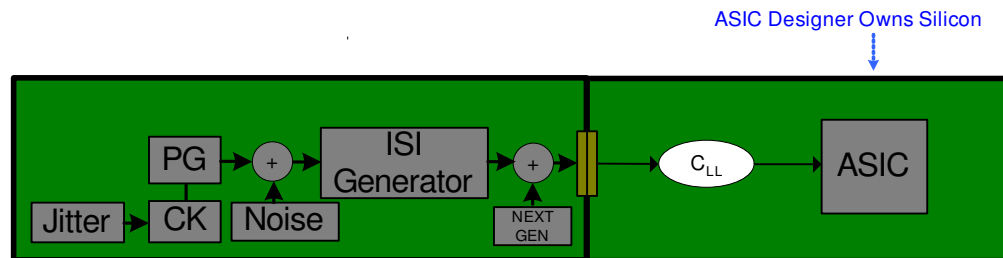 ASIC Designer Owns Silicon
PG
+
ISI
Generator
+
C_LL
ASIC
Jitter
CK
Noise
NEXT
GEN